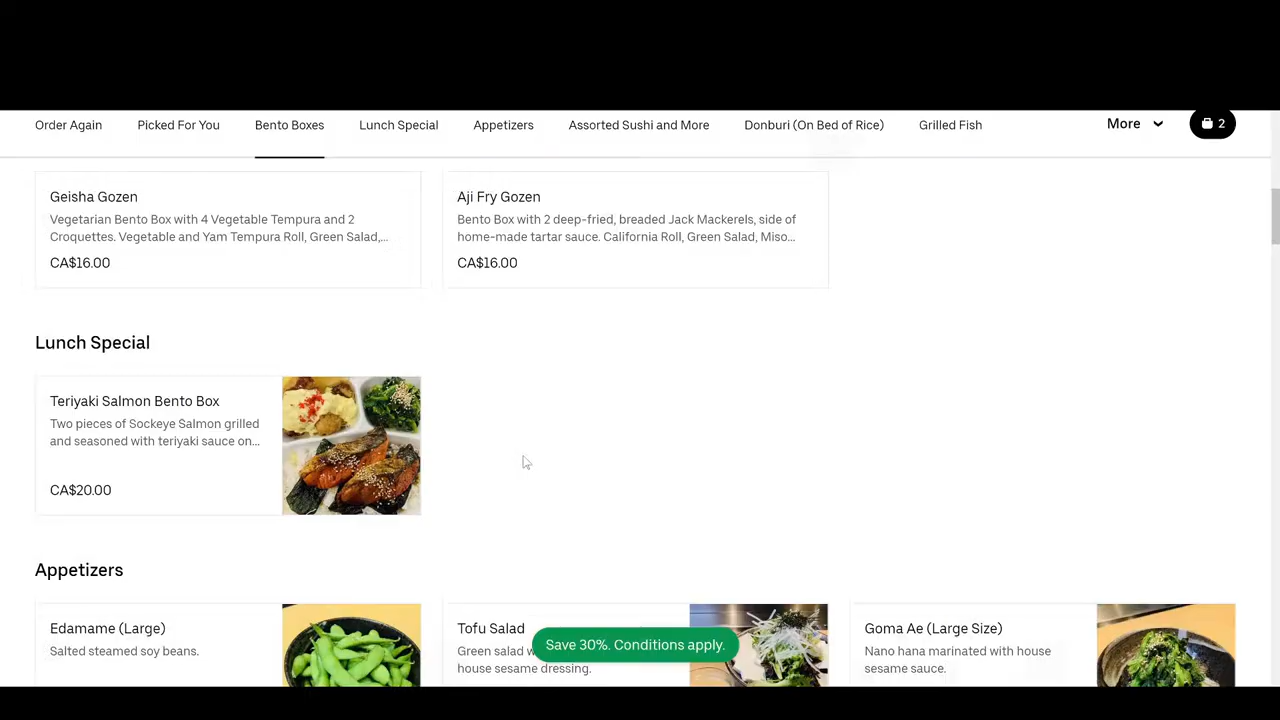 Order Again
Picked For You
Bento Boxes
Lunch Special
Appetizers
Assorted Sushi and More
Donburi (On Bed of Rice)
Grilled Fish
More
2
Geisha Gozen
Vegetarian Bento Box with 4 Vegetable Tempura and 2
Croquettes. Vegetable and Yam Tempura Roll, Green Salad,...
CA$16.00
Aji Fry Gozen
Bento Box with 2 deep-fried, breaded Jack Mackerels, side of
home-made tartar sauce. California Roll, Green Salad, Miso...
CA$16.00
Lunch Special
Teriyaki Salmon Bento Box
Two pieces of Sockeye Salmon grilled
and seasoned with teriyaki sauce on...
CA$20.00
Appetizers
Edamame (Large)
Salted steamed soy beans.
Tofu Salad
Green salad
house sesame dressing.
Goma Ae (Large Size)
Nano hana marinated with house
sesame sauce.
Save 30%. Conditions apply.